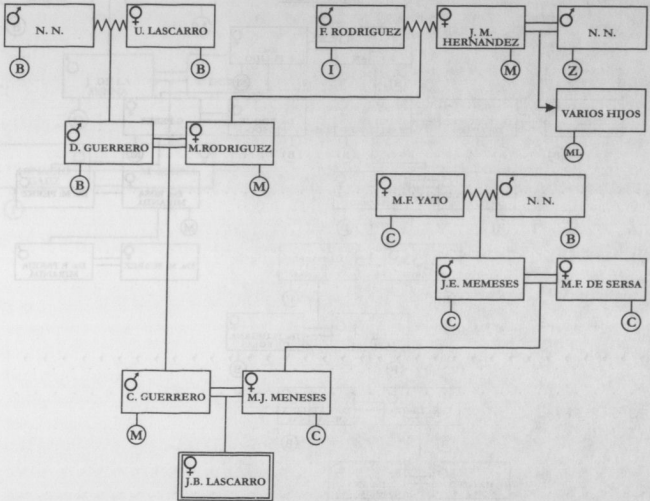 N. N.
U. LASCARRO
F. RODRIGUEZ
J. M.
HERNANDEZ
N. N.
B
B
I
M
Z
VARIOS HIJOS
ML
D. GUERRERO
M.RODRIGUEZ
B
M
M.F. YATO
N. N.
C
B
J.E. MEMESES
M.F. DE SERSA
C
C
C. GUERRERO
M.J. MENESES
M
C
J.B. LASCARRO